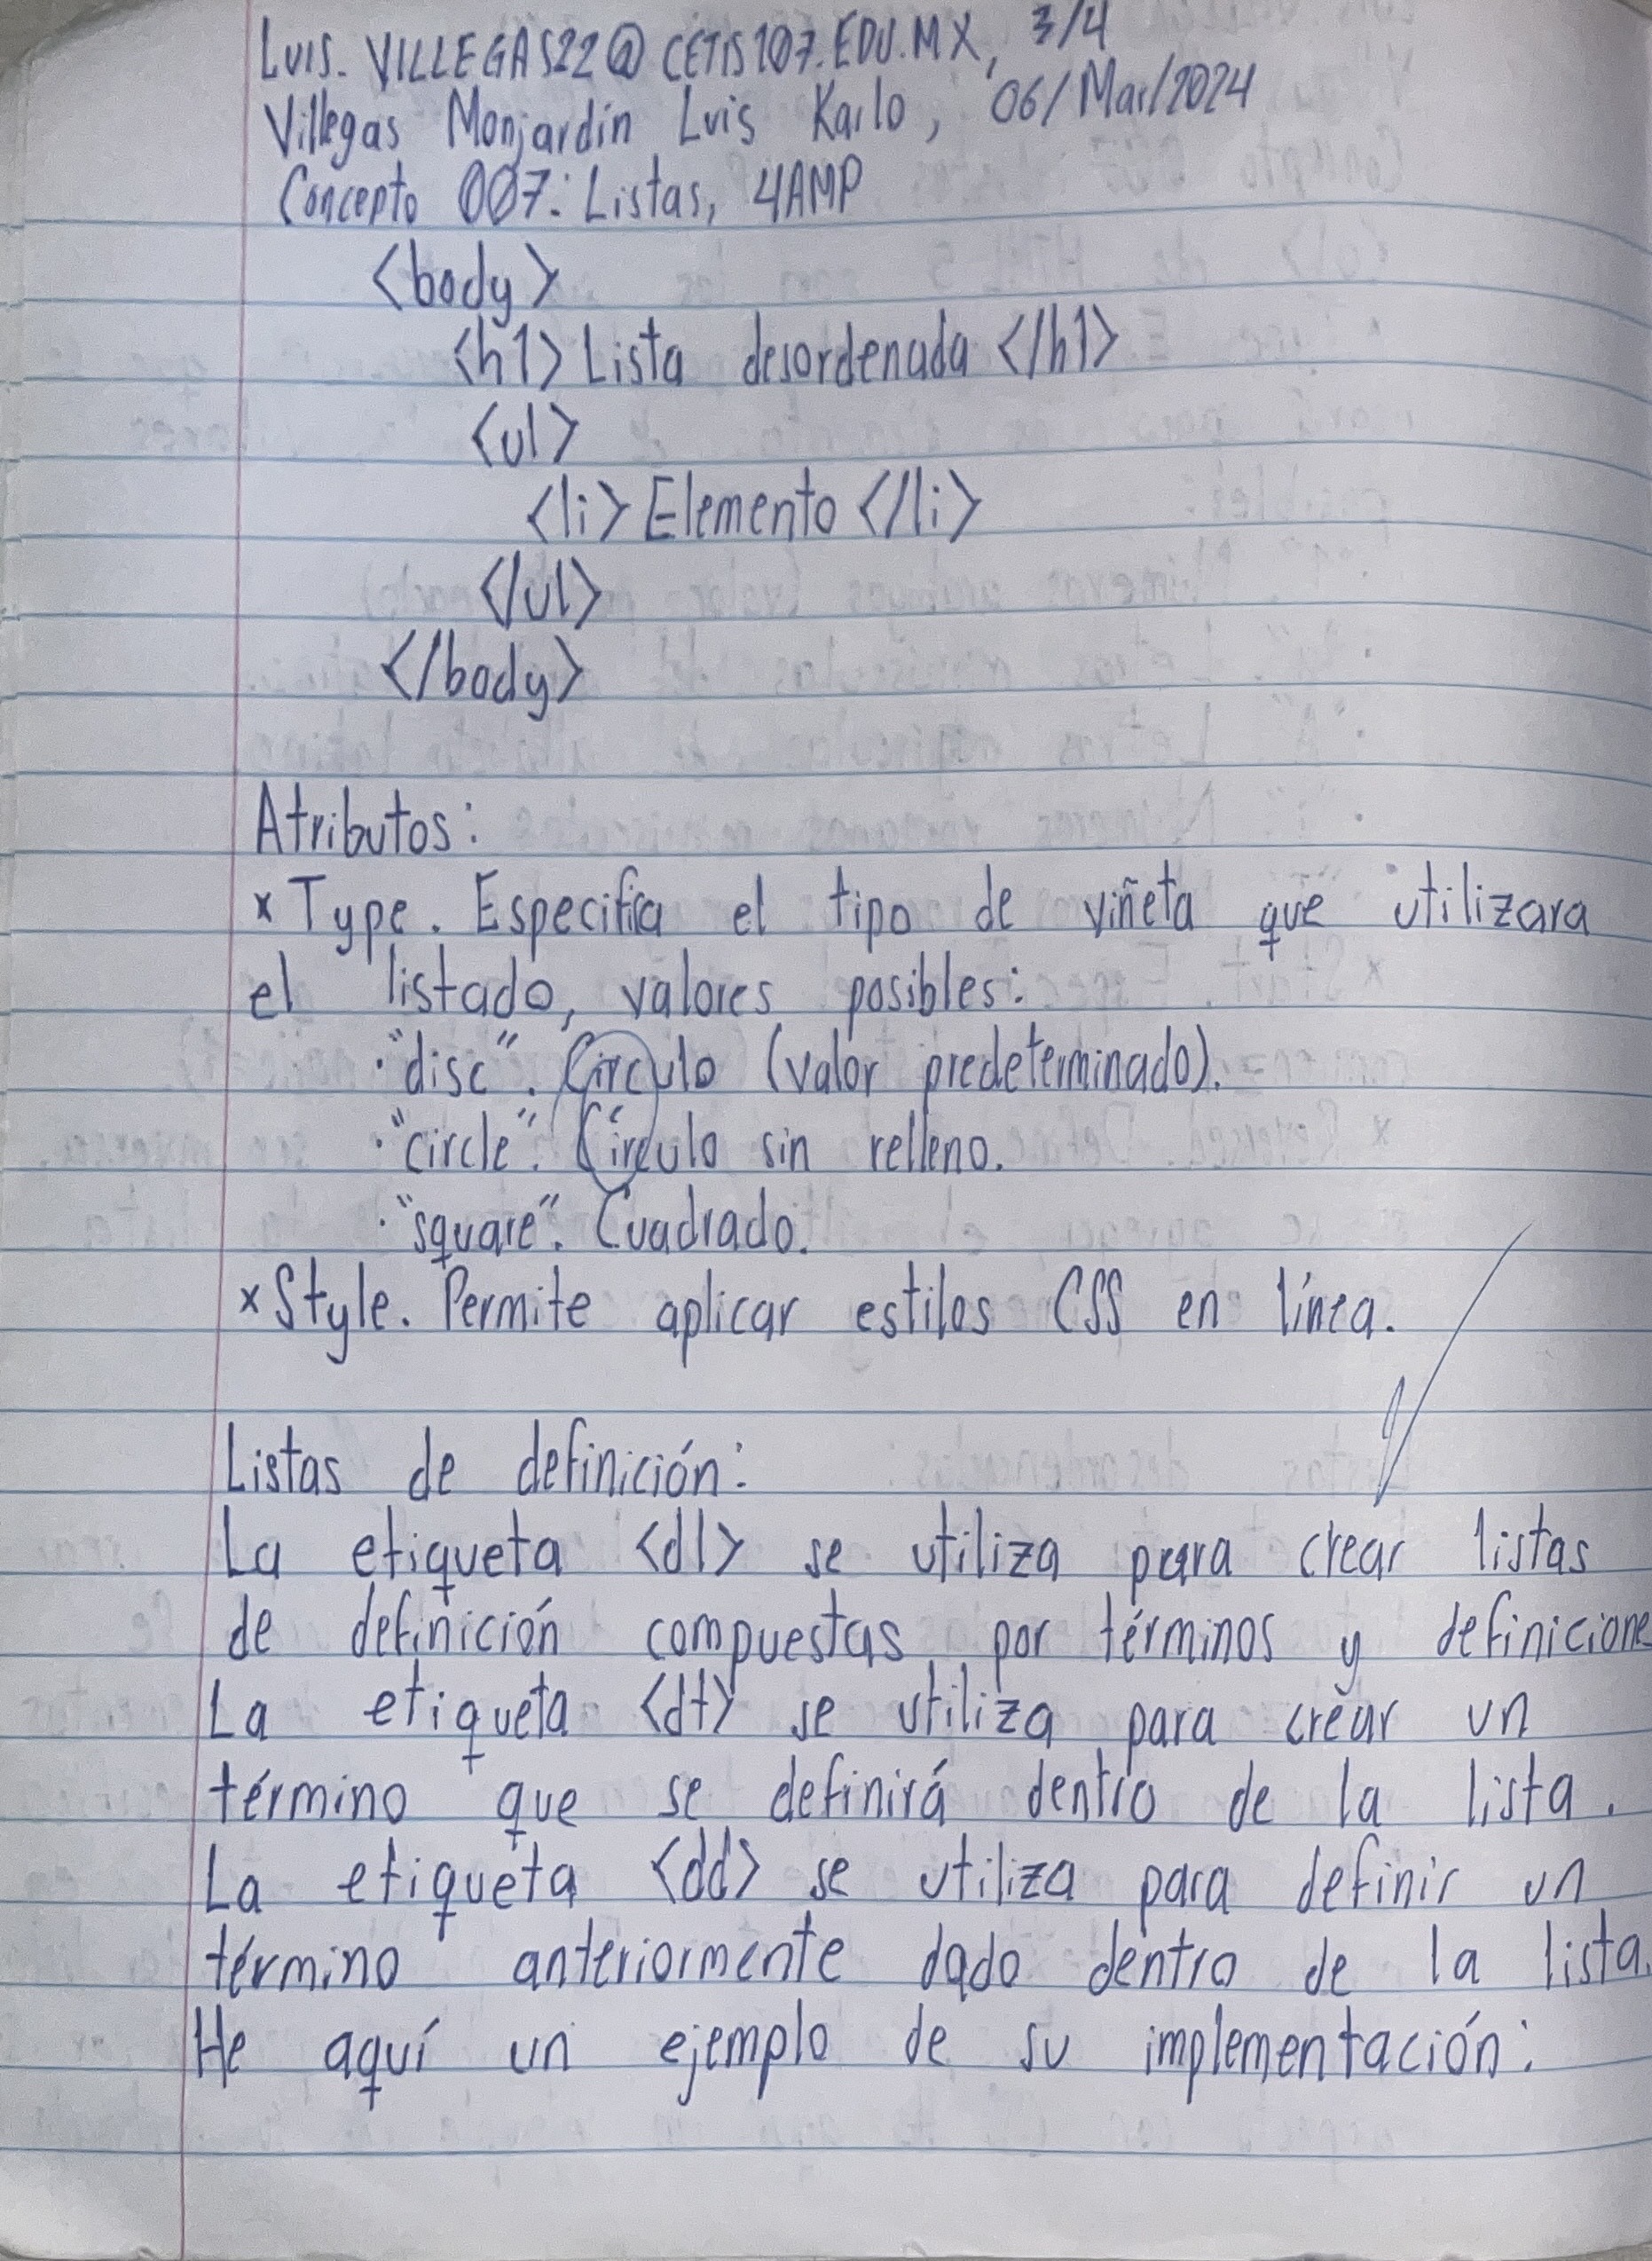 LUIS.VILLEGAS22@CETIS107.EDU.MX, 3/4
Villegas Monjardín Luis Karlo, 06/Mar/2024
Concepto 007: Listas, 4AMP
<body>
<h1>Lista desordenada</h1>
<ul>
<li>Elemento</li>
</ul>
</body>
Atributos:
x Type. Especifica el tipo de viñeta que utilizara
el listado, valores posibles:
·"disc". Circulo (valor predeterminado).
·"circle". Círculo sin relleno.
·"square". Cuadrado.
x Style. Permite aplicar estilos CSS en línea.
Listas de definición:
La etiqueta <dl> se utiliza para crear listas
de definición compuestas por términos y definicione
La etiqueta <dt> se utiliza para crear un
término que se definirá dentro de la lista.
La etiqueta <dd> se utiliza para definir un
término anteriormente dado dentro de la lista.
He aquí un ejemplo de su implementación: